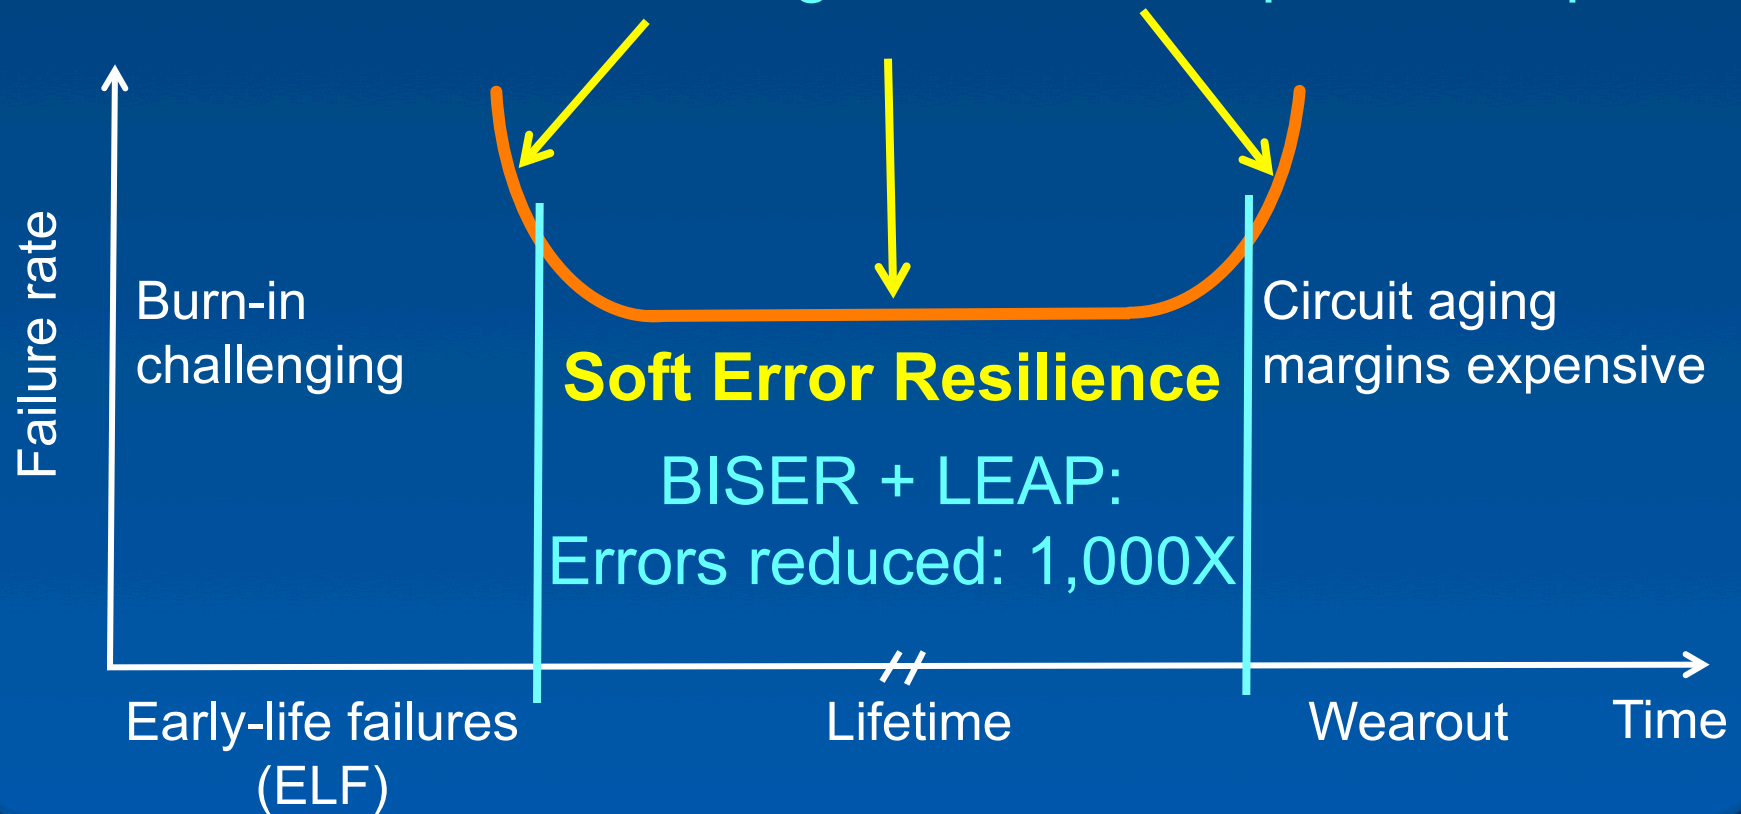 Failure rate
Burn-in
challenging
Soft Error Resilience
BISER + LEAP:
Errors reduced: 1,000X
Circuit aging
margins expensive
Early-life failures
(ELF)
Lifetime
Wearout
Time